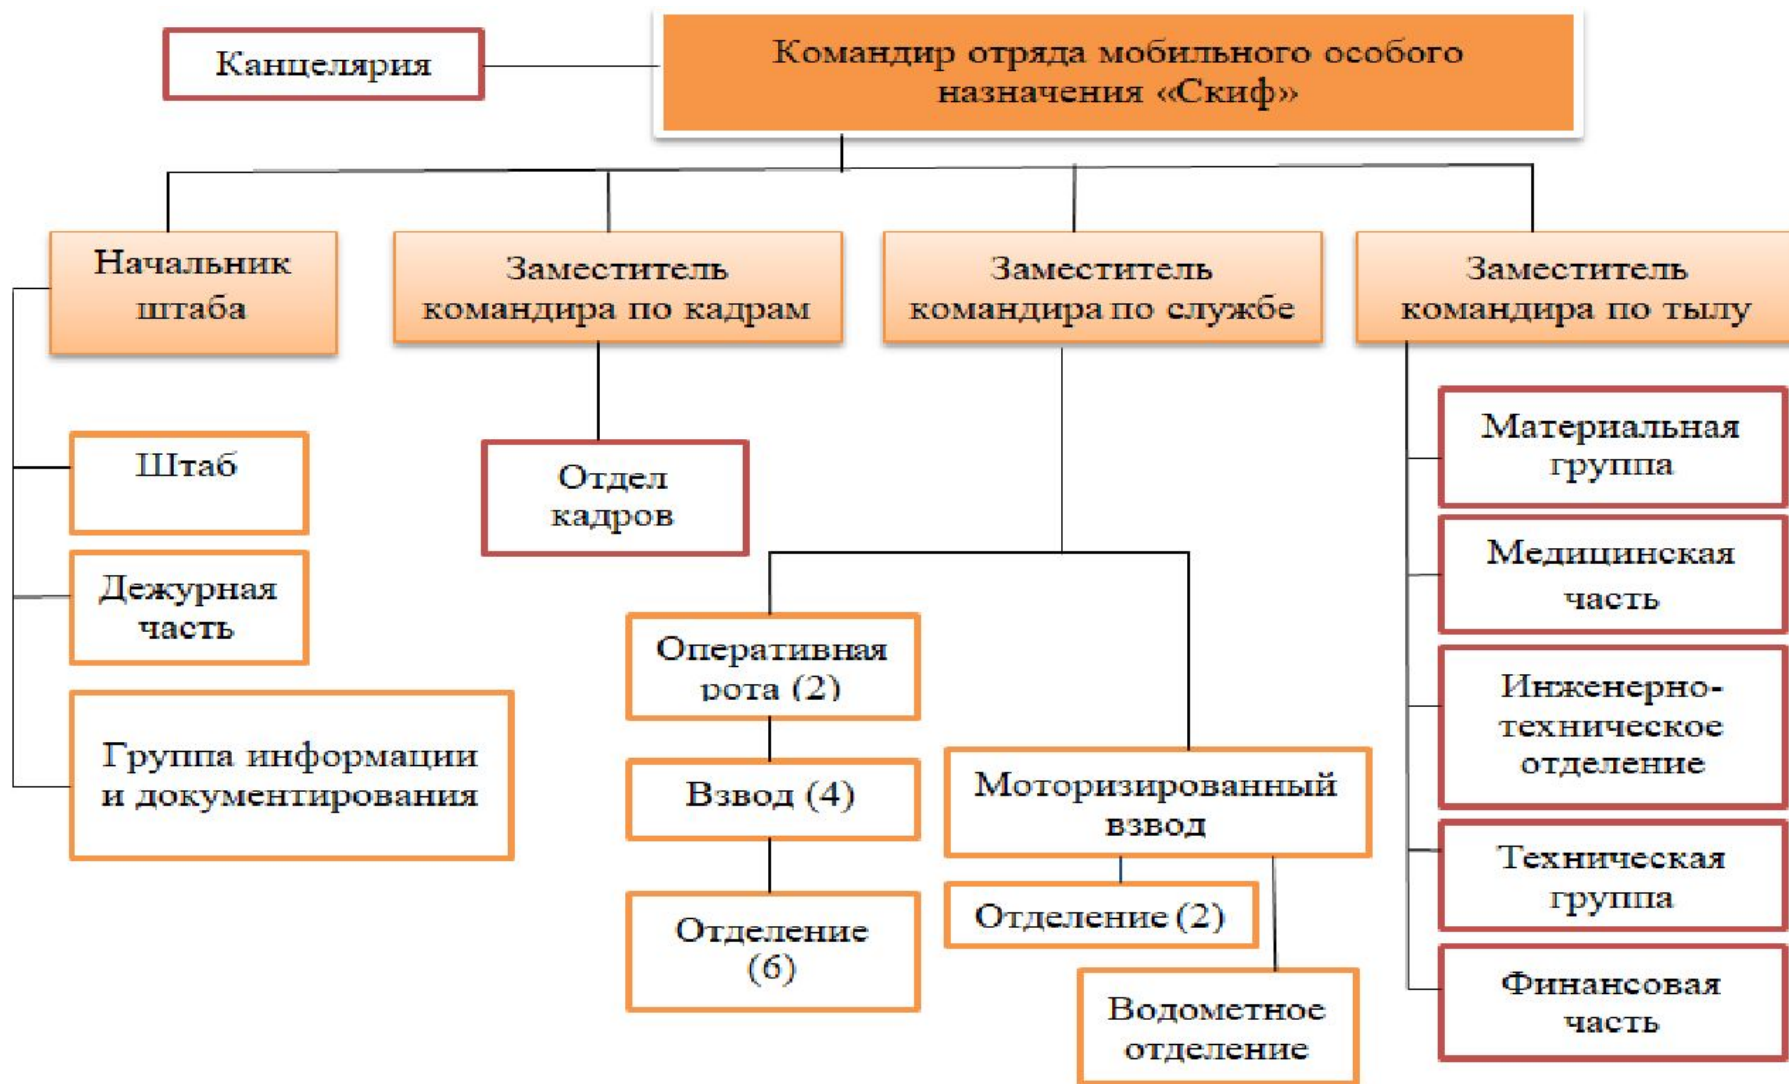 Канцелярия
Командир отряда мобильного особого
назначения «Скиф»
Начальник
штаба
Заместитель
командира по кадрам
Заместитель
командира по службе
Заместитель
командира по тылу
Штаб
Дежурная
часть
Группа информации
и документирования
Отдел
кадров
Оперативная
рота (2)
Взвод (4)
Отделение
(6)
Моторизированный
взвод
Отделение (2)
Водометное
отделение
Материальная
группа
Медицинская
часть
Инженерно-
техническое
отделение
Техническая
группа
Финансовая
часть